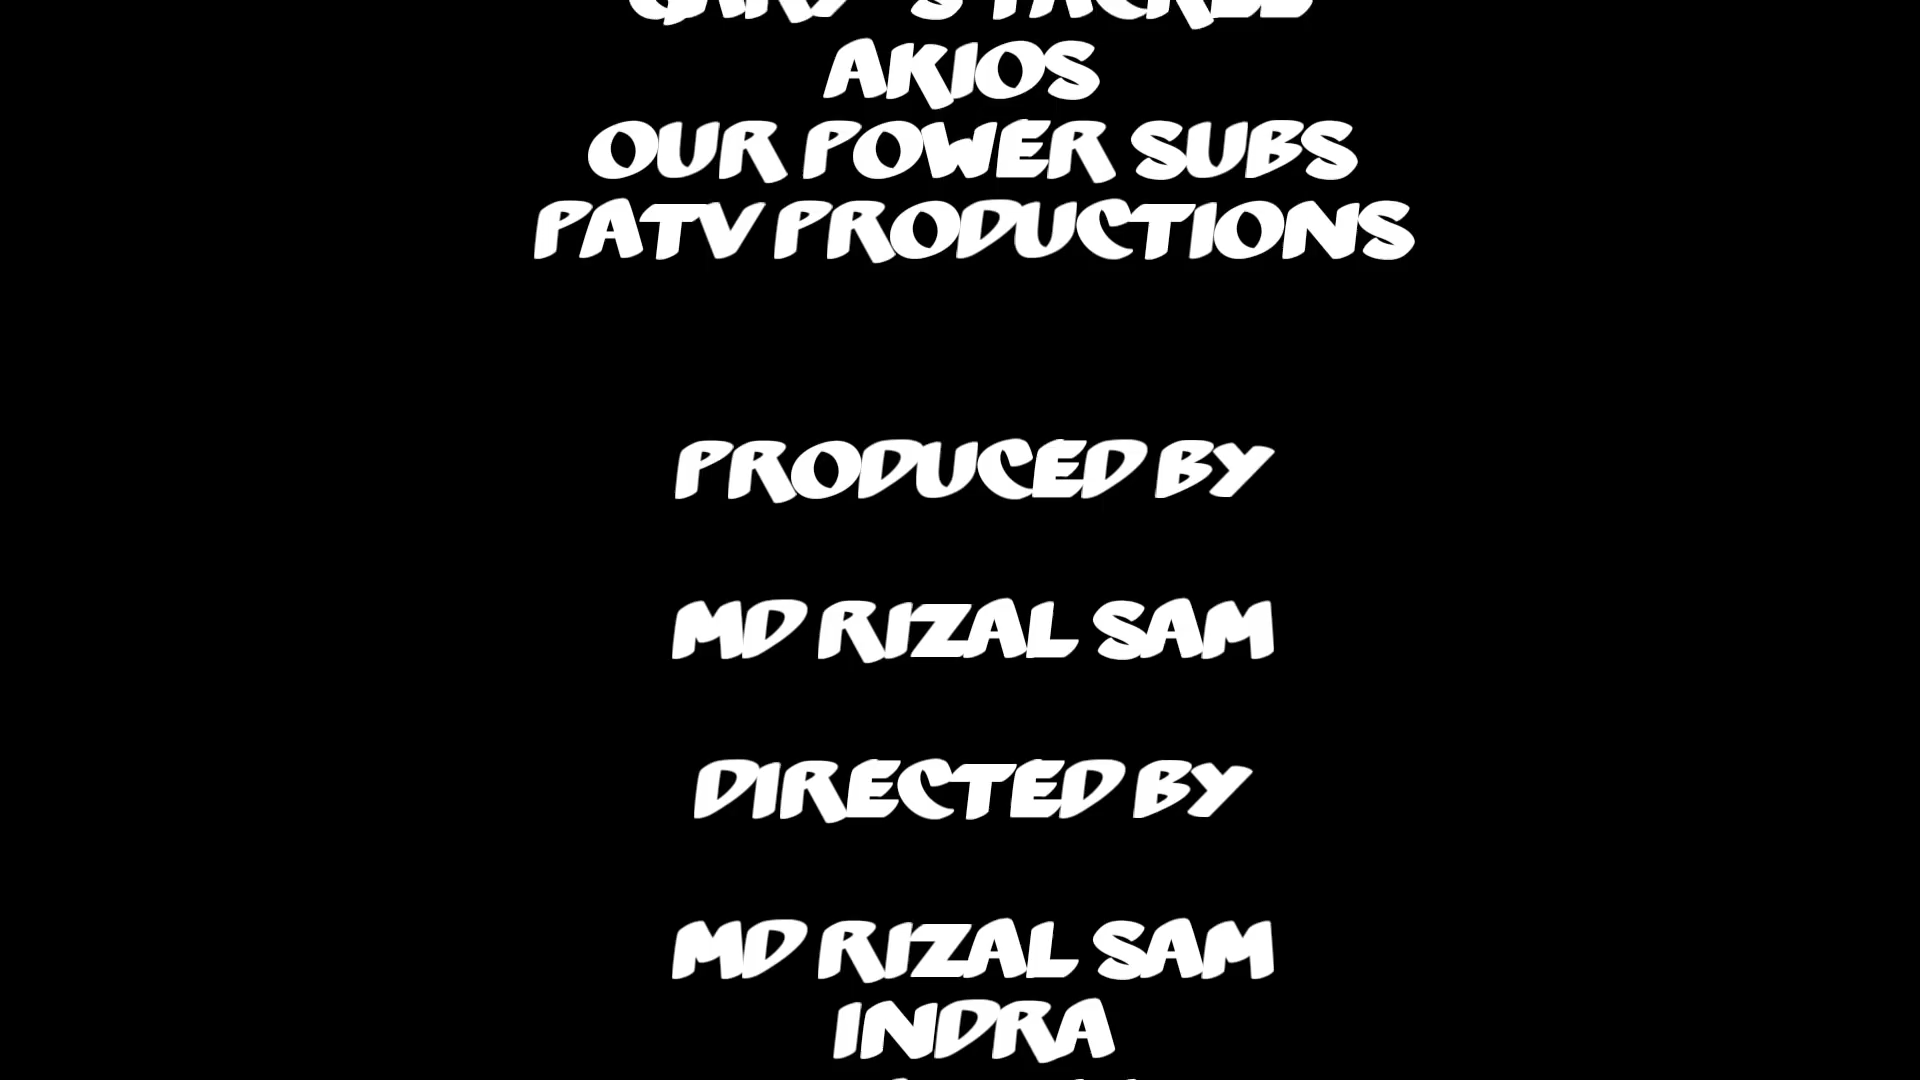 AKIOS
OUR POWER SUBS
PATV PRODUCTIONS
PRODUCED BY
MD RIZAL SAM
DIRECTED BY
MD RIZAL SAM
INDRA